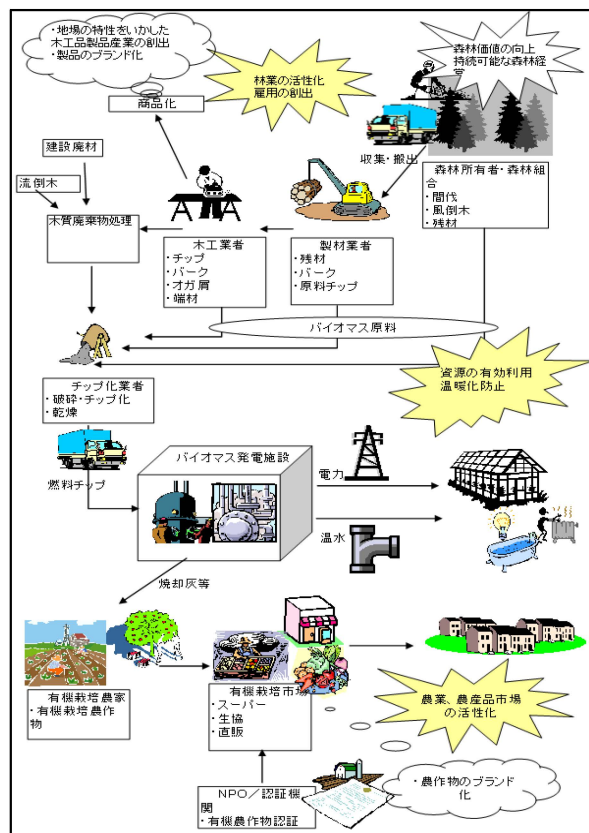 ・地場の特性をいかした
木工品製品産業の創出
・製品のブランド化
森林価値の向上
持続可能な森林経
営
林業の活性化
雇用の創出
商品化
建設廃材
収集・搬出
流倒木
森林所有者・森林組
合
・間伐
・風倒木
・残材
木質廃棄物処理
木工業者
・チップ
・バーク
・オガ屑
・端材
製材業者
・残材
・バーク
・原料チップ
バイオマス原料
資源の有効利用
温暖化防止
チップ化業者
・破砕・チップ化
・乾燥
バイオマス発電施設
電力
燃料チップ
温水
焼却灰等
有機栽培農家
・有機栽培農作
物
有機栽培市場
・スーパー
・生協
・直販
農業、農産品市場
の活性化
NPO／認証機
関
・有機農作物認証
・農作物のブランド
化